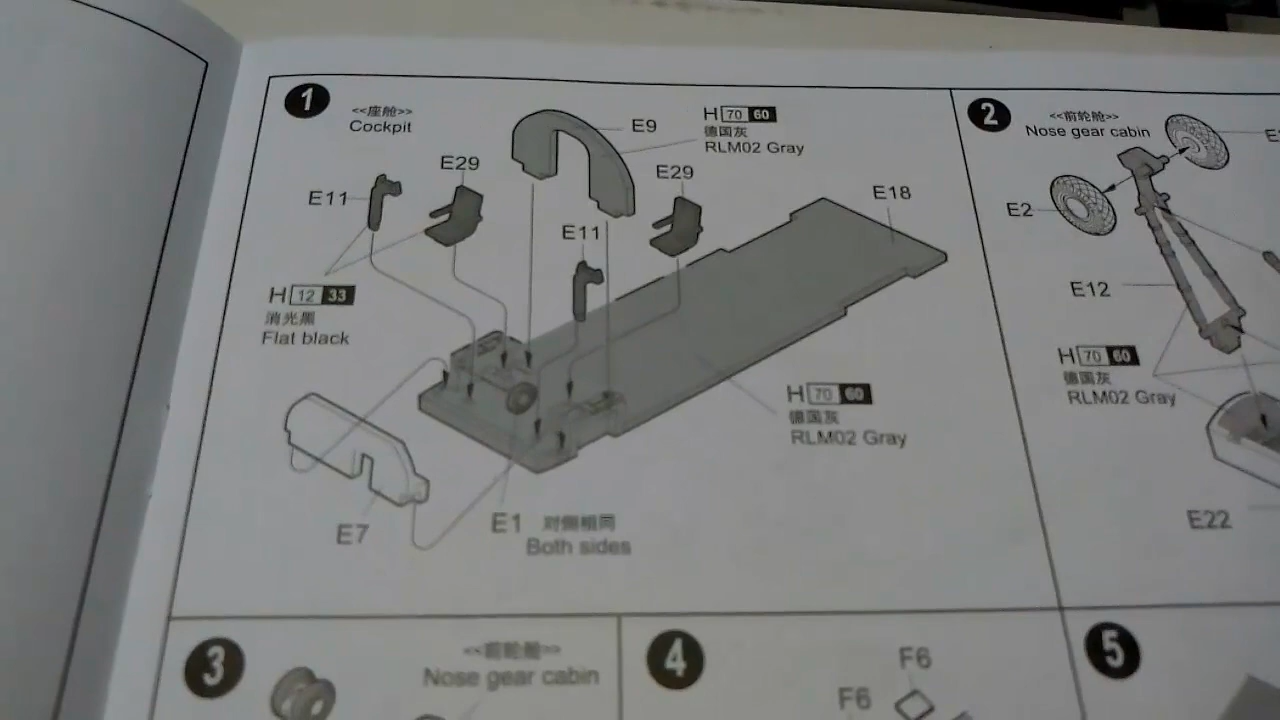 1
<<座舱>>
Cockpit
E9
H 70 60
德国灰
RLM02 Gray
E29
E29
E11
E11
E18
H 12 33
消光黑
Flat black
H 70 60
德国灰
RLM02 Gray
E7
E1 对侧相同
Both sides
2
<<前轮舱>>
Nose gear cabin
E2
E12
H 70 60
德国灰
RLM02 Gray
E22
3
<<前轮舱>>
Nose gear cabin
4
F6
F6
5